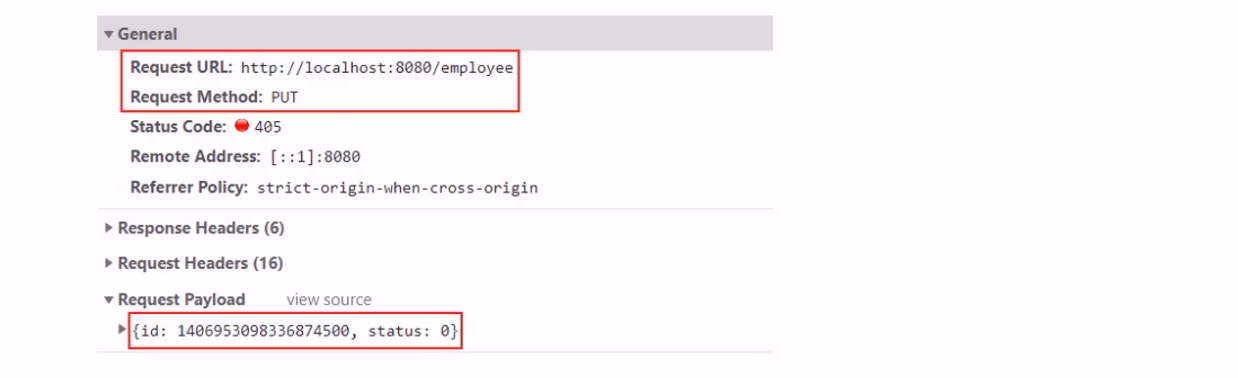 General
Request URL: http://localhost:8080/employee
Request Method: PUT
Status Code: 405
Remote Address: [::1]:8080
Referrer Policy: strict-origin-when-cross-origin
Response Headers (6)
Request Headers (16)
Request Payload view source
{id: 1406953098336874500, status: 0}